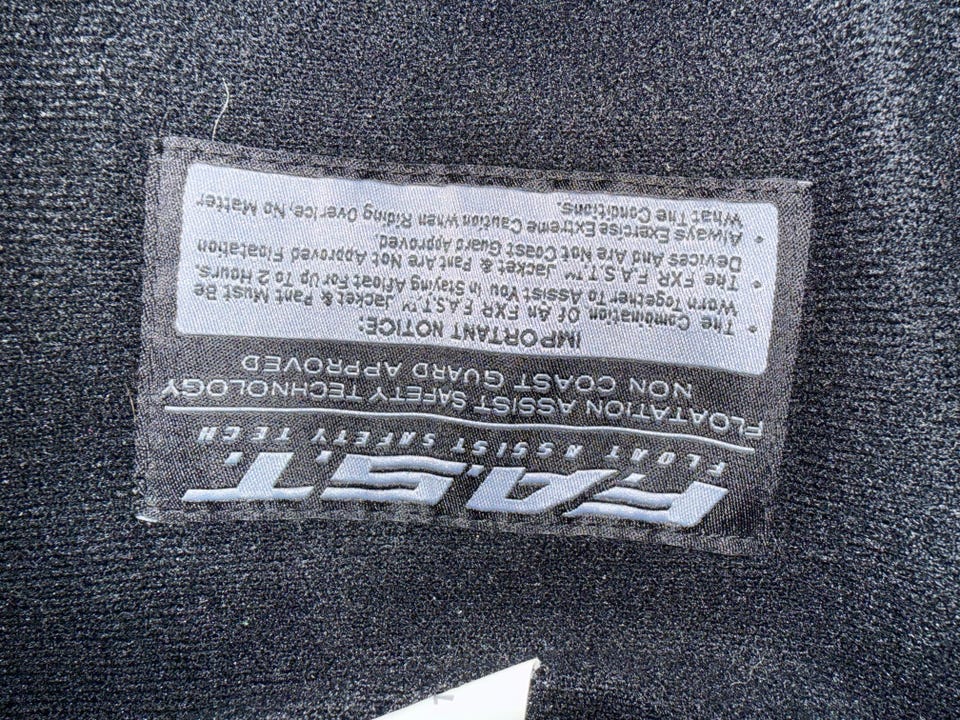 F.A.S.T.
FLOAT ASSIST SAFETY TECH
FLOATATION ASSIST SAFETY TECHNOLOGY
NON COAST GUARD APPROVED
IMPORTANT NOTICE:
• The Combination Of An FXR F.A.S.T™ Jacket & Pant Must Be
Worn Together To Assist You In Staying Afloat For Up To 2 Hours.
• The FXR F.A.S.T.™ Jacket & Pant Are Not Approved Floatation
Devices And Are Not Coast Guard Approved.
• Always Exercise Extreme Caution When Riding Over Ice, No Matter
What The Conditions.